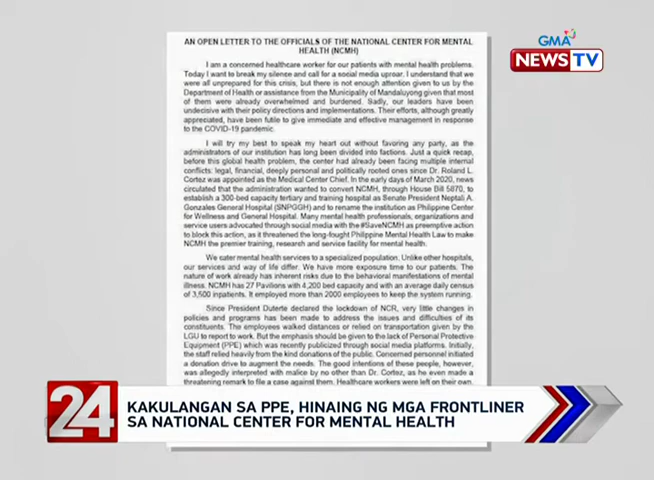 AN OPEN LETTER TO THE OFFICIALS OF THE NATIONAL CENTER FOR MENTAL
HEALTH (NCMH)
I am a concerned healthcare worker for our patients with mental health problems.
Today I want to break my silence and call for a social media uproar. I understand that we
were all unprepared for this crisis, but there is not enough attention given to us by the
Department of Health or assistance from the Municipality of Mandaluyong given that most
of them were already overwhelmed and burdened. Sadly, our leaders have been
undecisive with their policy directions and implementations. Their efforts, although greatly
appreciated, have been futile to give immediate and effective management in response
to the COVID-19 pandemic.
I will try my best to speak my heart out without favoring any party, as the
administrators of our institution has long been divided into factions. Just a quick recap,
before this global health problem, the center had already been facing multiple internal
conflicts: legal, financial, deeply personal and politically rooted ones since Dr. Roland L.
Cortez was appointed as the Medical Center Chief. In the early days of March 2020, news
circulated that the administration wanted to convert NCMH, through House Bill 5870, to
establish a 300-bed capacity tertiary and training hospital as Senate President Neptali A.
Gonzales General Hospital (SNPGGH) and to rename the institution as Philippine Center
for Wellness and General Hospital. Many mental health professionals, organizations and
service users advocated through social media with the #SaveNCMH as preemptive action
to block this action, as it threatened the long-fought Philippine Mental Health Law to make
NCMH the premier training, research and service facility for mental health.
We cater mental health services to a specialized population. Unlike other hospitals,
our services and way of life differ. We have more exposure time to our patients. The
nature of work already has inherent risks due to the behavioral manifestations of mental
illness. NCMH has 27 Pavilions with 4,200 bed capacity and with an average daily census
of 3,500 inpatients. It employed more than 2000 employees to keep the system running.
Since President Duterte declared the lockdown of NCR, very little changes in
policies and programs has been made to address the issues and difficulties of its
constituents. The employees walked distances or relied on transportation given by the
LGU to report to work. But the emphasis should be given to the lack of Personal Protective
Equipment (PPE) which was recently publicized through social media platforms. Initially,
the staff relied heavily from the kind donations of the public. Concerned personnel initiated
a donation drive to augment the needs. The good intentions of these people, however,
was allegedly interpreted with malice by no other than Dr. Cortez, as he even made a
threatening remark to file a case against them. Healthcare workers were left on their own,
GMA
NEWS TV
24
KAKULANGAN SA PPE, HINAING NG MGA FRONTLINER
SA NATIONAL CENTER FOR MENTAL HEALTH